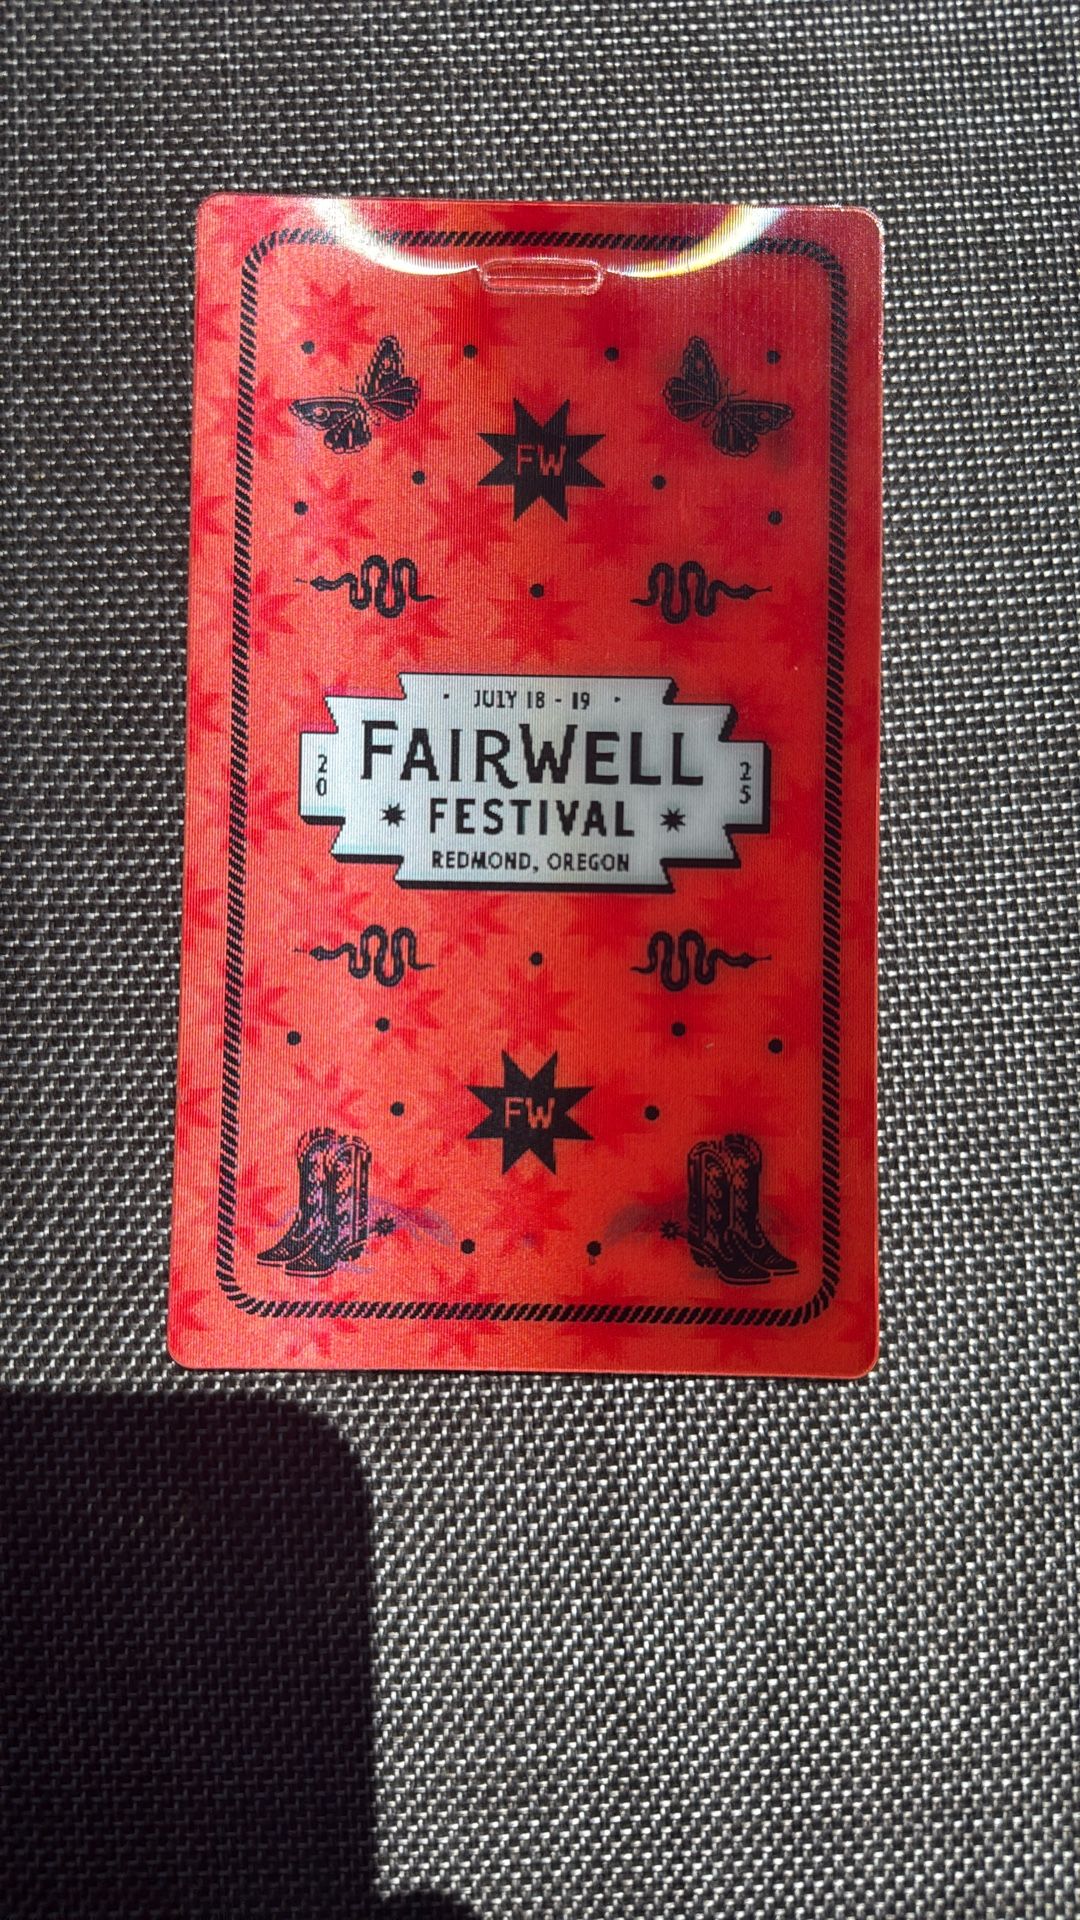 FW
· JULY 18 - 19 ·
20
FAIRWELL
25
FESTIVAL
REDMOND, OREGON
FW